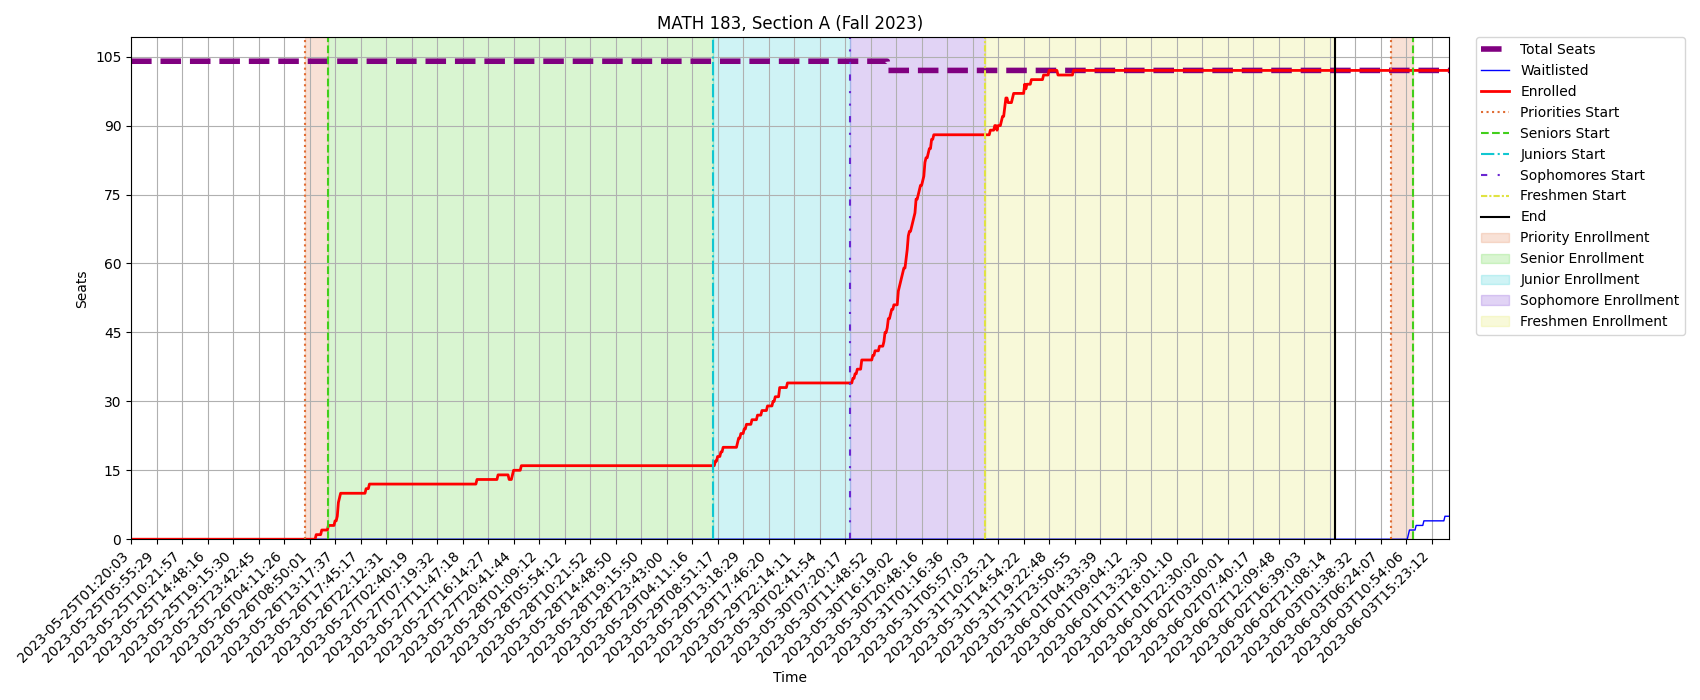 MATH 183, Section A (Fall 2023)
105
90
75
60
45
30
15
0
Seats
2023-05-25T01:20:03
2023-05-25T05:55:29
2023-05-25T10:21:57
2023-05-25T14:48:16
2023-05-25T19:15:30
2023-05-25T23:42:45
2023-05-26T04:11:26
2023-05-26T08:50:01
2023-05-26T13:17:37
2023-05-26T17:45:17
2023-05-26T22:12:31
2023-05-27T02:40:19
2023-05-27T07:19:32
2023-05-27T11:47:18
2023-05-27T16:14:27
2023-05-27T20:41:44
2023-05-28T01:09:12
2023-05-28T05:54:12
2023-05-28T10:21:52
2023-05-28T14:48:50
2023-05-28T19:15:50
2023-05-28T23:43:00
2023-05-29T04:11:16
2023-05-29T08:51:17
2023-05-29T13:18:29
2023-05-29T17:46:20
2023-05-29T22:14:11
2023-05-30T02:41:54
2023-05-30T07:20:17
2023-05-30T11:48:52
2023-05-30T16:19:02
2023-05-30T20:48:16
2023-05-31T01:16:36
2023-05-31T05:57:03
2023-05-31T10:25:21
2023-05-31T14:54:22
2023-05-31T19:22:48
2023-05-31T23:50:55
2023-06-01T04:33:39
2023-06-01T09:04:12
2023-06-01T13:32:30
2023-06-01T18:01:10
2023-06-01T22:30:02
2023-06-02T03:00:01
2023-06-02T07:40:17
2023-06-02T12:09:48
2023-06-02T16:39:03
2023-06-02T21:08:14
2023-06-03T01:38:32
2023-06-03T06:24:07
2023-06-03T10:54:06
2023-06-03T15:23:12
Time
Total Seats
Waitlisted
Enrolled
Priorities Start
Seniors Start
Juniors Start
Sophomores Start
Freshmen Start
End
Priority Enrollment
Senior Enrollment
Junior Enrollment
Sophomore Enrollment
Freshmen Enrollment